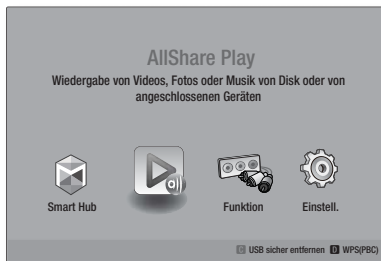 AllShare Play
Wiedergabe von Videos, Fotos oder Musik von Disk oder von
angeschlossenen Geräten
Smart Hub
Funktion
Einstell.
C USB sicher entfernen D WPS(PBC)